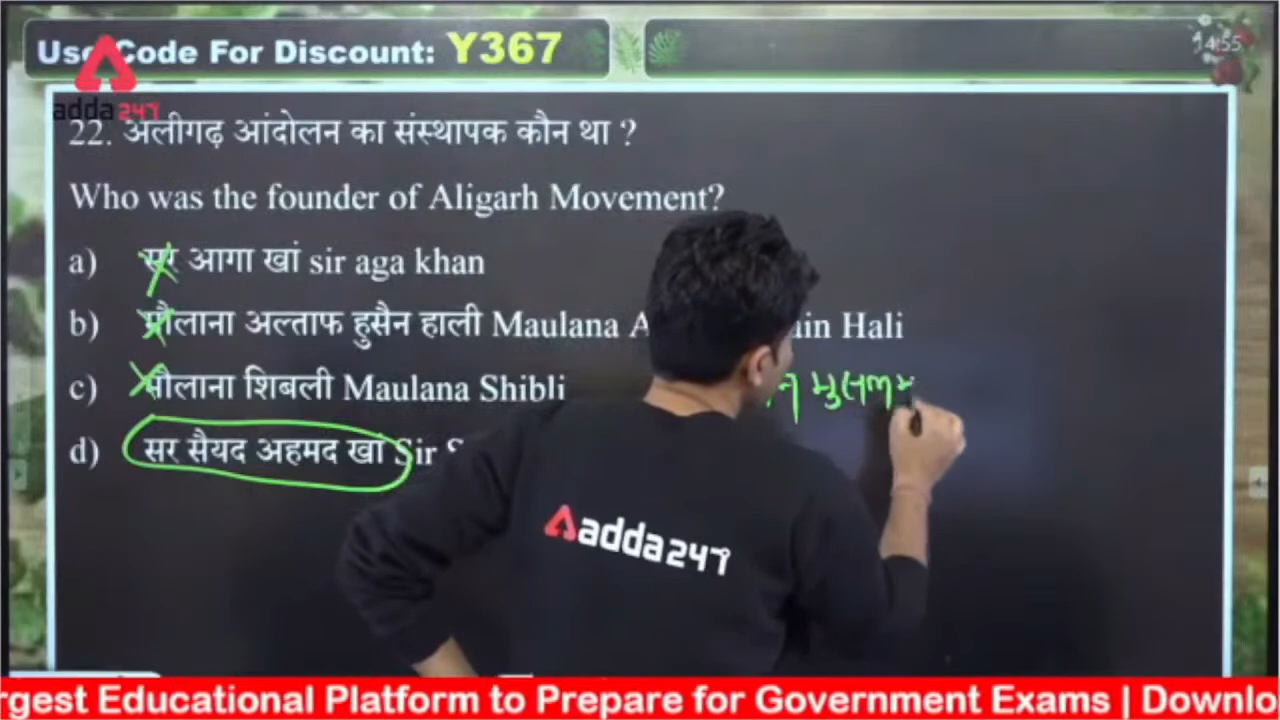 Use Code For Discount: Y367
14:55
adda247
22. अलीगढ़ आंदोलन का संस्थापक कौन था ?
Who was the founder of Aligarh Movement?
a) सर आगा खां sir aga khan
b) मौलाना अल्ताफ हुसैन हाली Maulana A ain Hali
c) मौलाना शिबली Maulana Shibli
d) सर सैयद अहमद खां Sir S
adda247
rgest Educational Platform to Prepare for Government Exams | Downlo